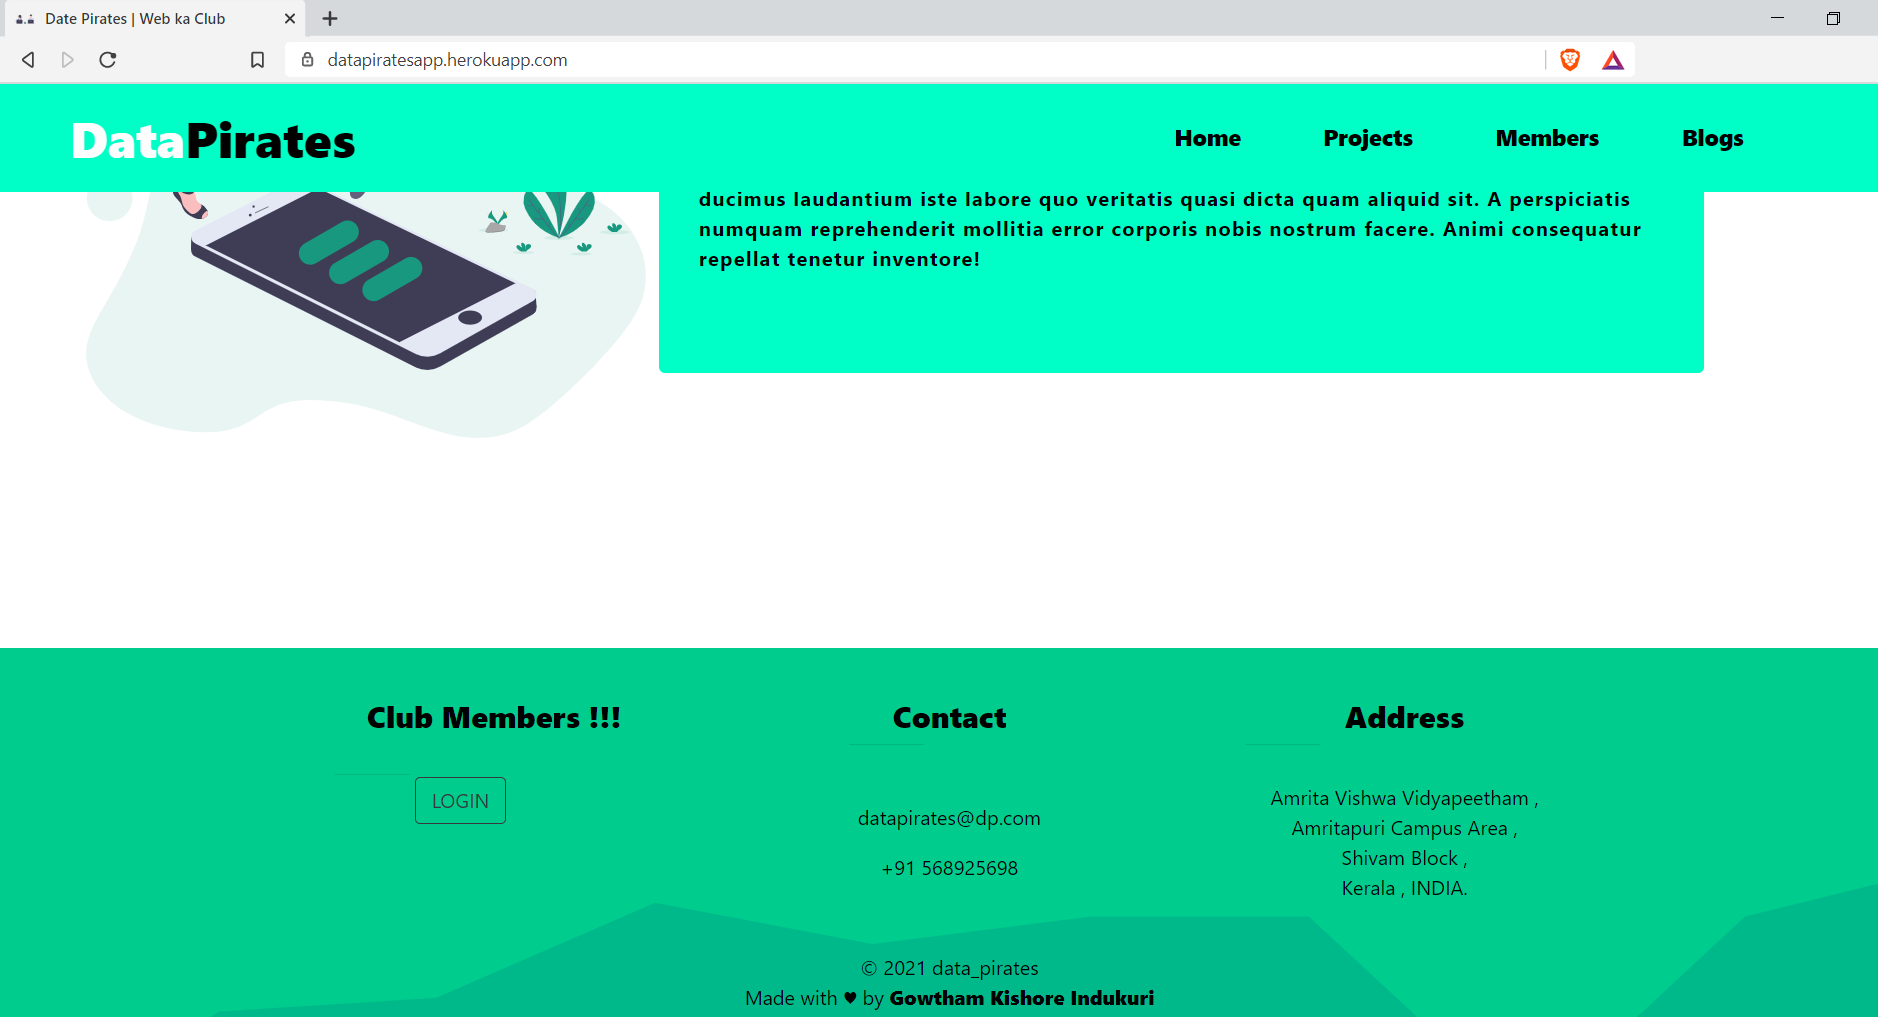 Date Pirates | Web ka Club
datapiratesapp.herokuapp.com
DataPirates
Home Projects Members Blogs
ducimus laudantium iste labore quo veritatis quasi dicta quam aliquid sit. A perspiciatis
numquam reprehenderit mollitia error corporis nobis nostrum facere. Animi consequatur
repellat tenetur inventore!
Club Members !!!
LOGIN
Contact
datapirates@dp.com
+91 568925698
Address
Amrita Vishwa Vidyapeetham ,
Amritapuri Campus Area ,
Shivam Block ,
Kerala , INDIA.
© 2021 data_pirates
Made with ♥ by Gowtham Kishore Indukuri